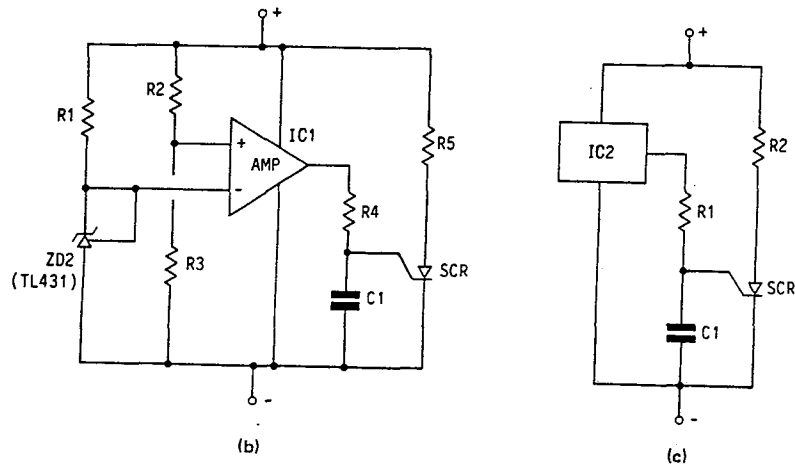 +
R1
R2
+
-
AMP
IC1
R5
R4
ZD2
(TL431)
R3
C1
SCR
-
(b)
+
IC2
R2
R1
SCR
C1
-
(c)